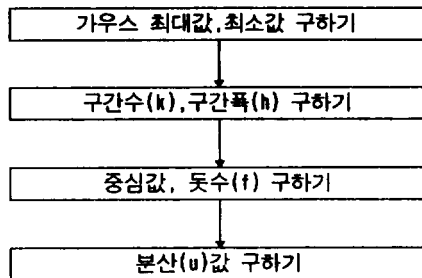 가우스 최대값,최소값 구하기
구간수(k),구간폭(h) 구하기
중심값, 돗수(f) 구하기
분산(u)값 구하기